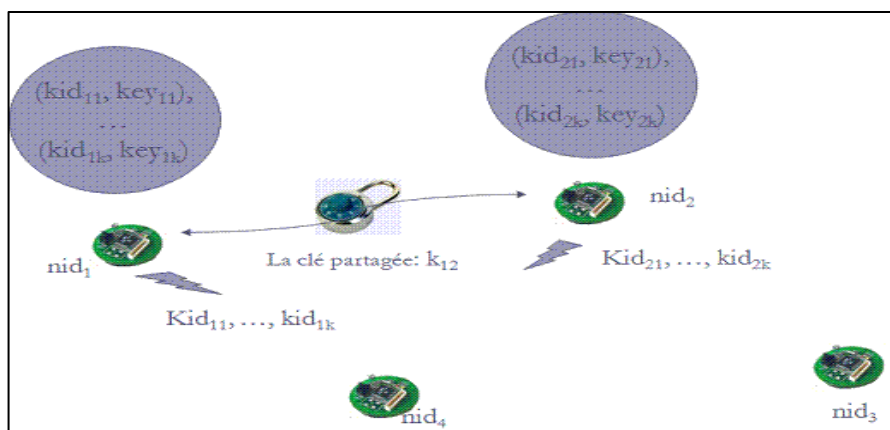 (kid₁₁, key₁₁),
...
(kid₁ₖ, key₁ₖ)
(kid₂₁, key₂₁),
...
(kid₂ₖ, key₂ₖ)
nid₁
nid₂
La clé partagée: k₁₂
Kid₁₁, ..., kid₁ₖ
Kid₂₁, ..., kid₂ₖ
nid₄
nid₃